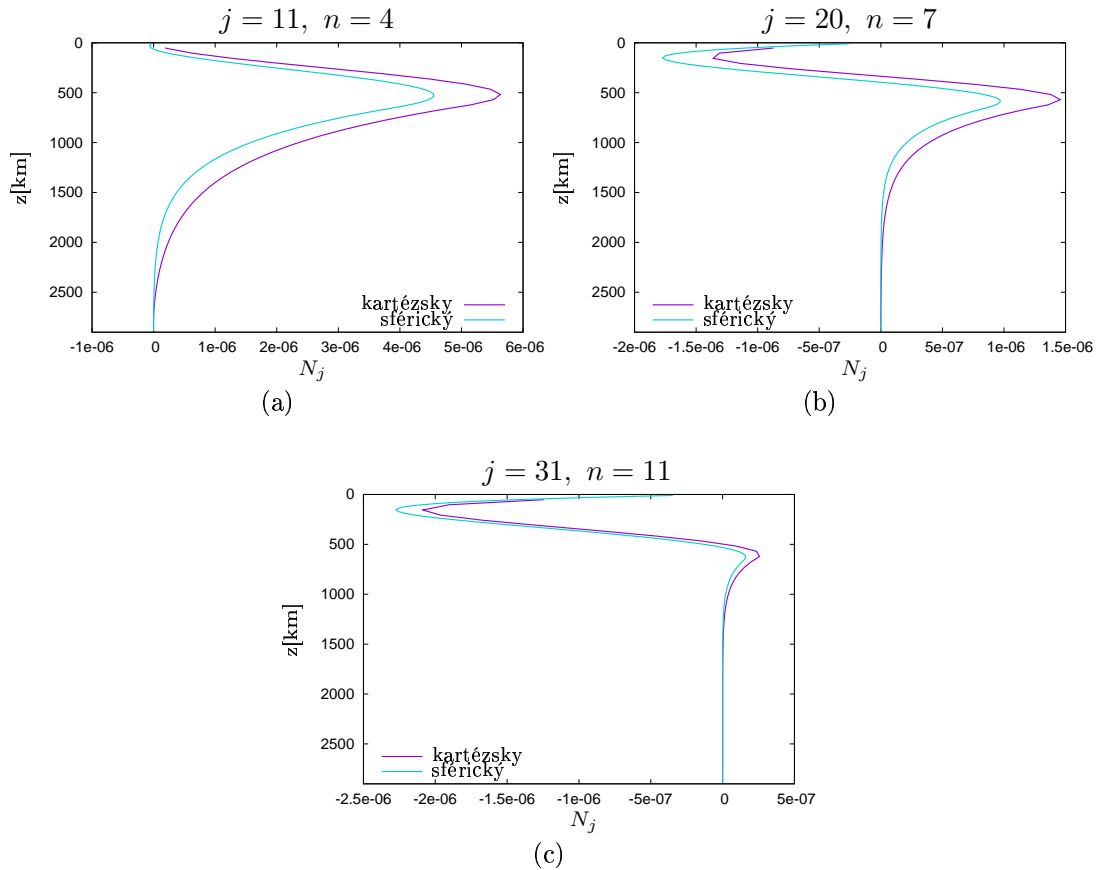 j = 11, n = 4
0
500
1000
1500
2000
2500
z[km]
kartézsky
sférický
-1e-06 0 1e-06 2e-06 3e-06 4e-06 5e-06 6e-06
N_j
(a)
j = 20, n = 7
0
500
1000
1500
2000
2500
z[km]
kartézsky
sférický
-2e-06 -1.5e-06 -1e-06 -5e-07 0 5e-07 1e-06 1.5e-06
N_j
(b)
j = 31, n = 11
0
500
1000
1500
2000
2500
z[km]
kartézsky
sférický
-2.5e-06 -2e-06 -1.5e-06 -1e-06 -5e-07 0 5e-07
N_j
(c)